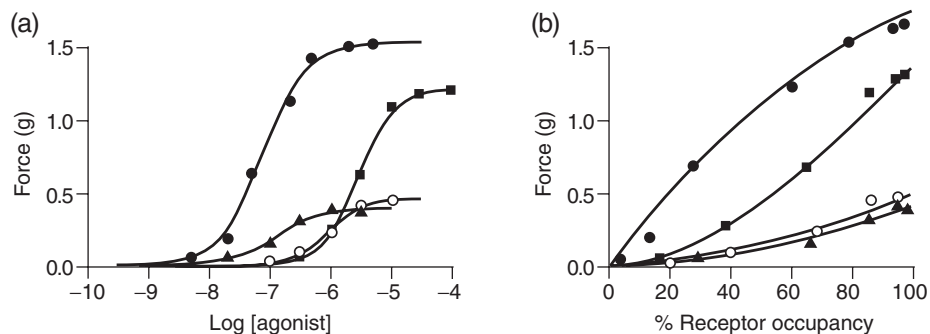 (a)
Force (g)
1.5
1.0
0.5
0.0
–10 –9 –8 –7 –6 –5 –4
Log [agonist]
(b)
Force (g)
1.5
1.0
0.5
0.0
0 20 40 60 80 100
% Receptor occupancy